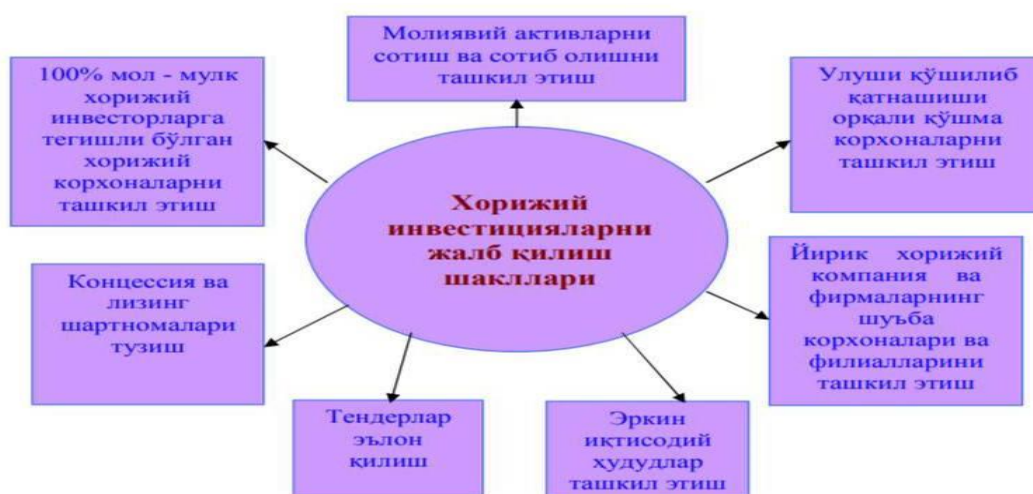 Молиявий активларни
сотиш ва сотиб олишни
ташкил этиш
100% мол - мулк
хорижий
инвесторларга
тегишли бўлган
хорижий
корхоналарни
ташкил этиш
Улуши қўшилиб
қатнашиши
орқали қўшма
корхоналарни
ташкил этиш
Хорижий
инвестицияларни
жалб қилиш
шакллари
Концессия ва
лизинг
шартномалари
тузиш
Йирик хорижий
компания ва
фирмаларнинг
шуъба
корхоналари ва
филиалларини
ташкил этиш
Тендерлар
эълон
қилиш
Эркин
иқтисодий
ҳудудлар
ташкил этиш